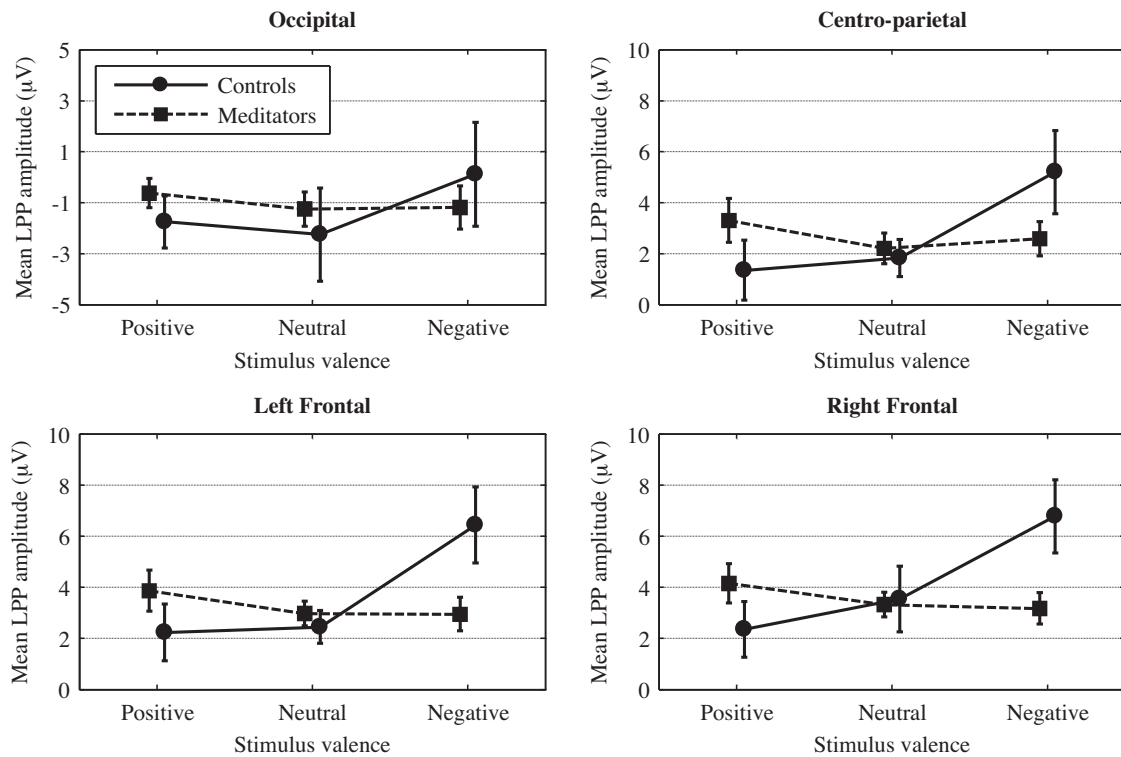 Occipital
Mean LPP amplitude (μV)
5
3
1
-1
-3
-5
Controls
Meditators
Positive Neutral Negative
Stimulus valence
Centro-parietal
Mean LPP amplitude (μV)
10
8
6
4
2
0
Positive Neutral Negative
Stimulus valence
Left Frontal
Mean LPP amplitude (μV)
10
8
6
4
2
0
Positive Neutral Negative
Stimulus valence
Right Frontal
Mean LPP amplitude (μV)
10
8
6
4
2
0
Positive Neutral Negative
Stimulus valence